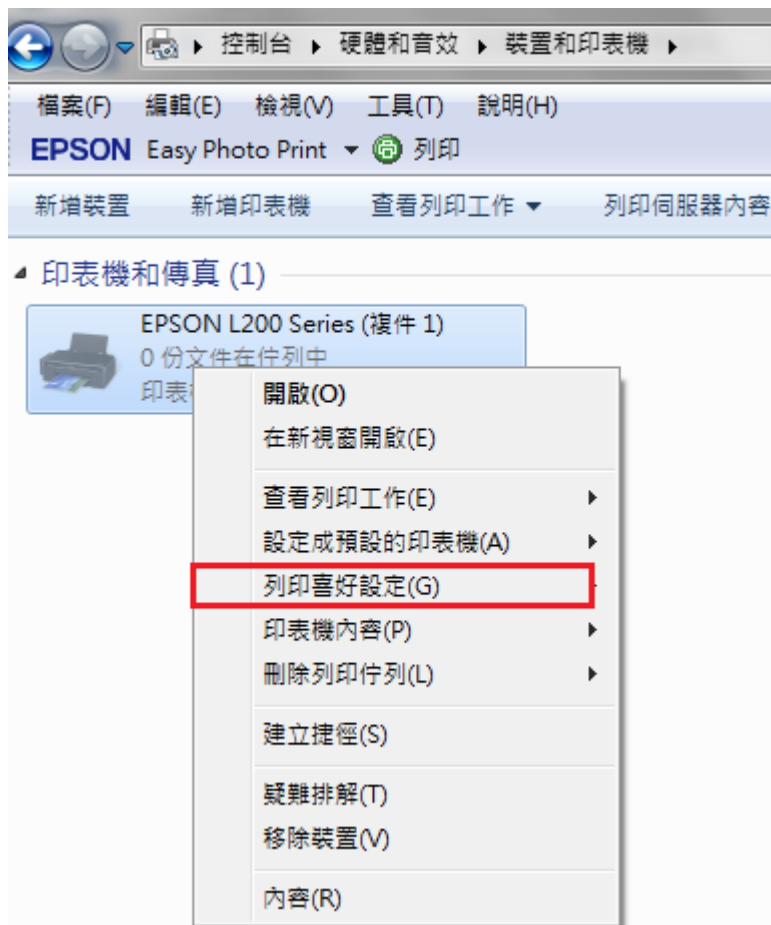 控制台 ▸ 硬體和音效 ▸ 裝置和印表機 ▸
檔案(F) 編輯(E) 檢視(V) 工具(T) 說明(H)
EPSON Easy Photo Print 列印
新增裝置 新增印表機 查看列印工作 列印伺服器內容
印表機和傳真 (1)
EPSON L200 Series (複件 1)
0 份文件在佇列中
印表
開啟(O)
在新視窗開啟(E)
查看列印工作(E)
設定成預設的印表機(A)
列印喜好設定(G)
印表機內容(P)
刪除列印佇列(L)
建立捷徑(S)
疑難排解(T)
移除裝置(V)
內容(R)